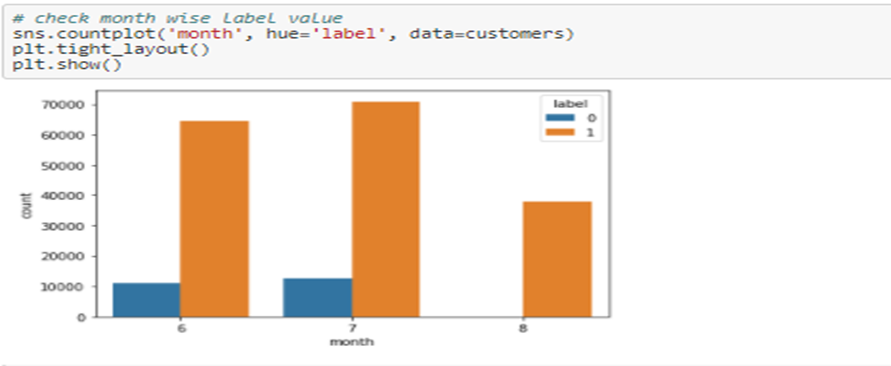 # check month wise label value
sns.countplot('month', hue='label', data=customers)
plt.tight_layout()
plt.show()
70000
60000
50000
40000
30000
20000
10000
0
count
label
0
1
6 7 8
month